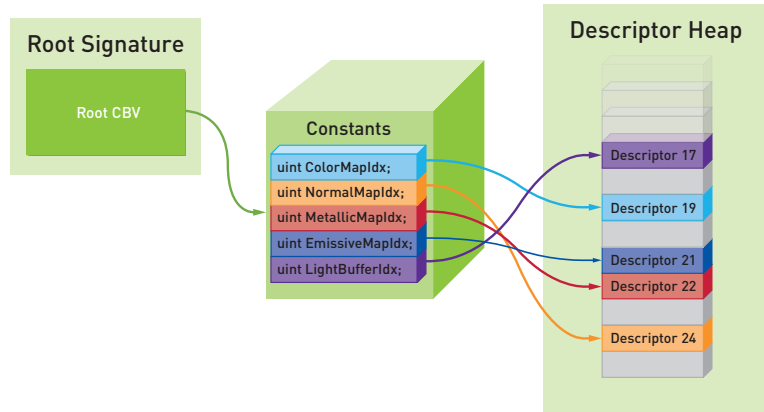 Root Signature
Root CBV
Constants
uint ColorMapIdx;
uint NormalMapIdx;
uint MetallicMapIdx;
uint EmissiveMapIdx;
uint LightBufferIdx;
Descriptor Heap
Descriptor 17
Descriptor 19
Descriptor 21
Descriptor 22
Descriptor 24